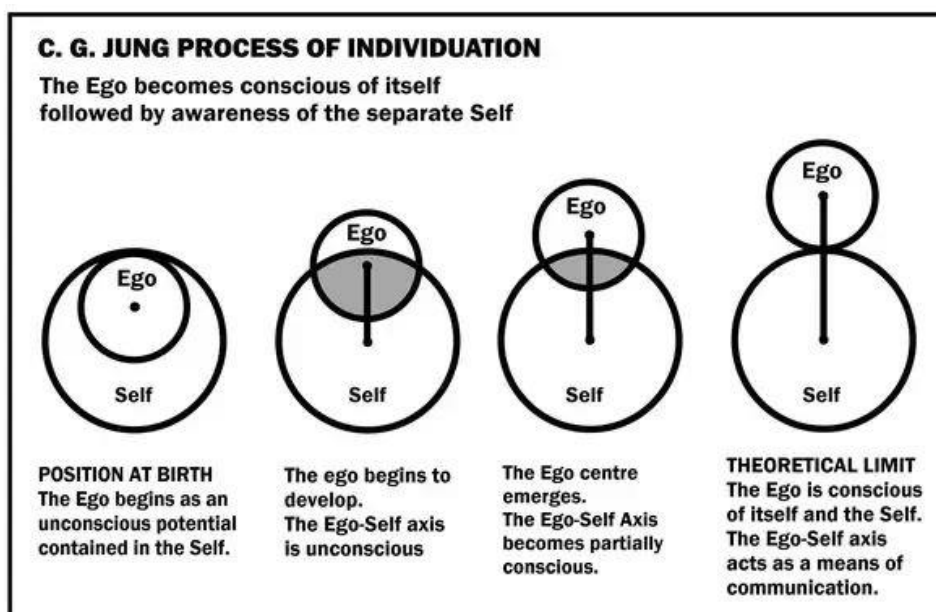 C. G. JUNG PROCESS OF INDIVIDUATION
The Ego becomes conscious of itself
followed by awareness of the separate Self
Ego
Self
POSITION AT BIRTH
The Ego begins as an
unconscious potential
contained in the Self.
Ego
Self
The ego begins to
develop.
The Ego-Self axis
is unconscious
Ego
Self
The Ego centre
emerges.
The Ego-Self Axis
becomes partially
conscious.
Ego
Self
THEORETICAL LIMIT
The Ego is conscious
of itself and the Self.
The Ego-Self axis
acts as a means of
communication.